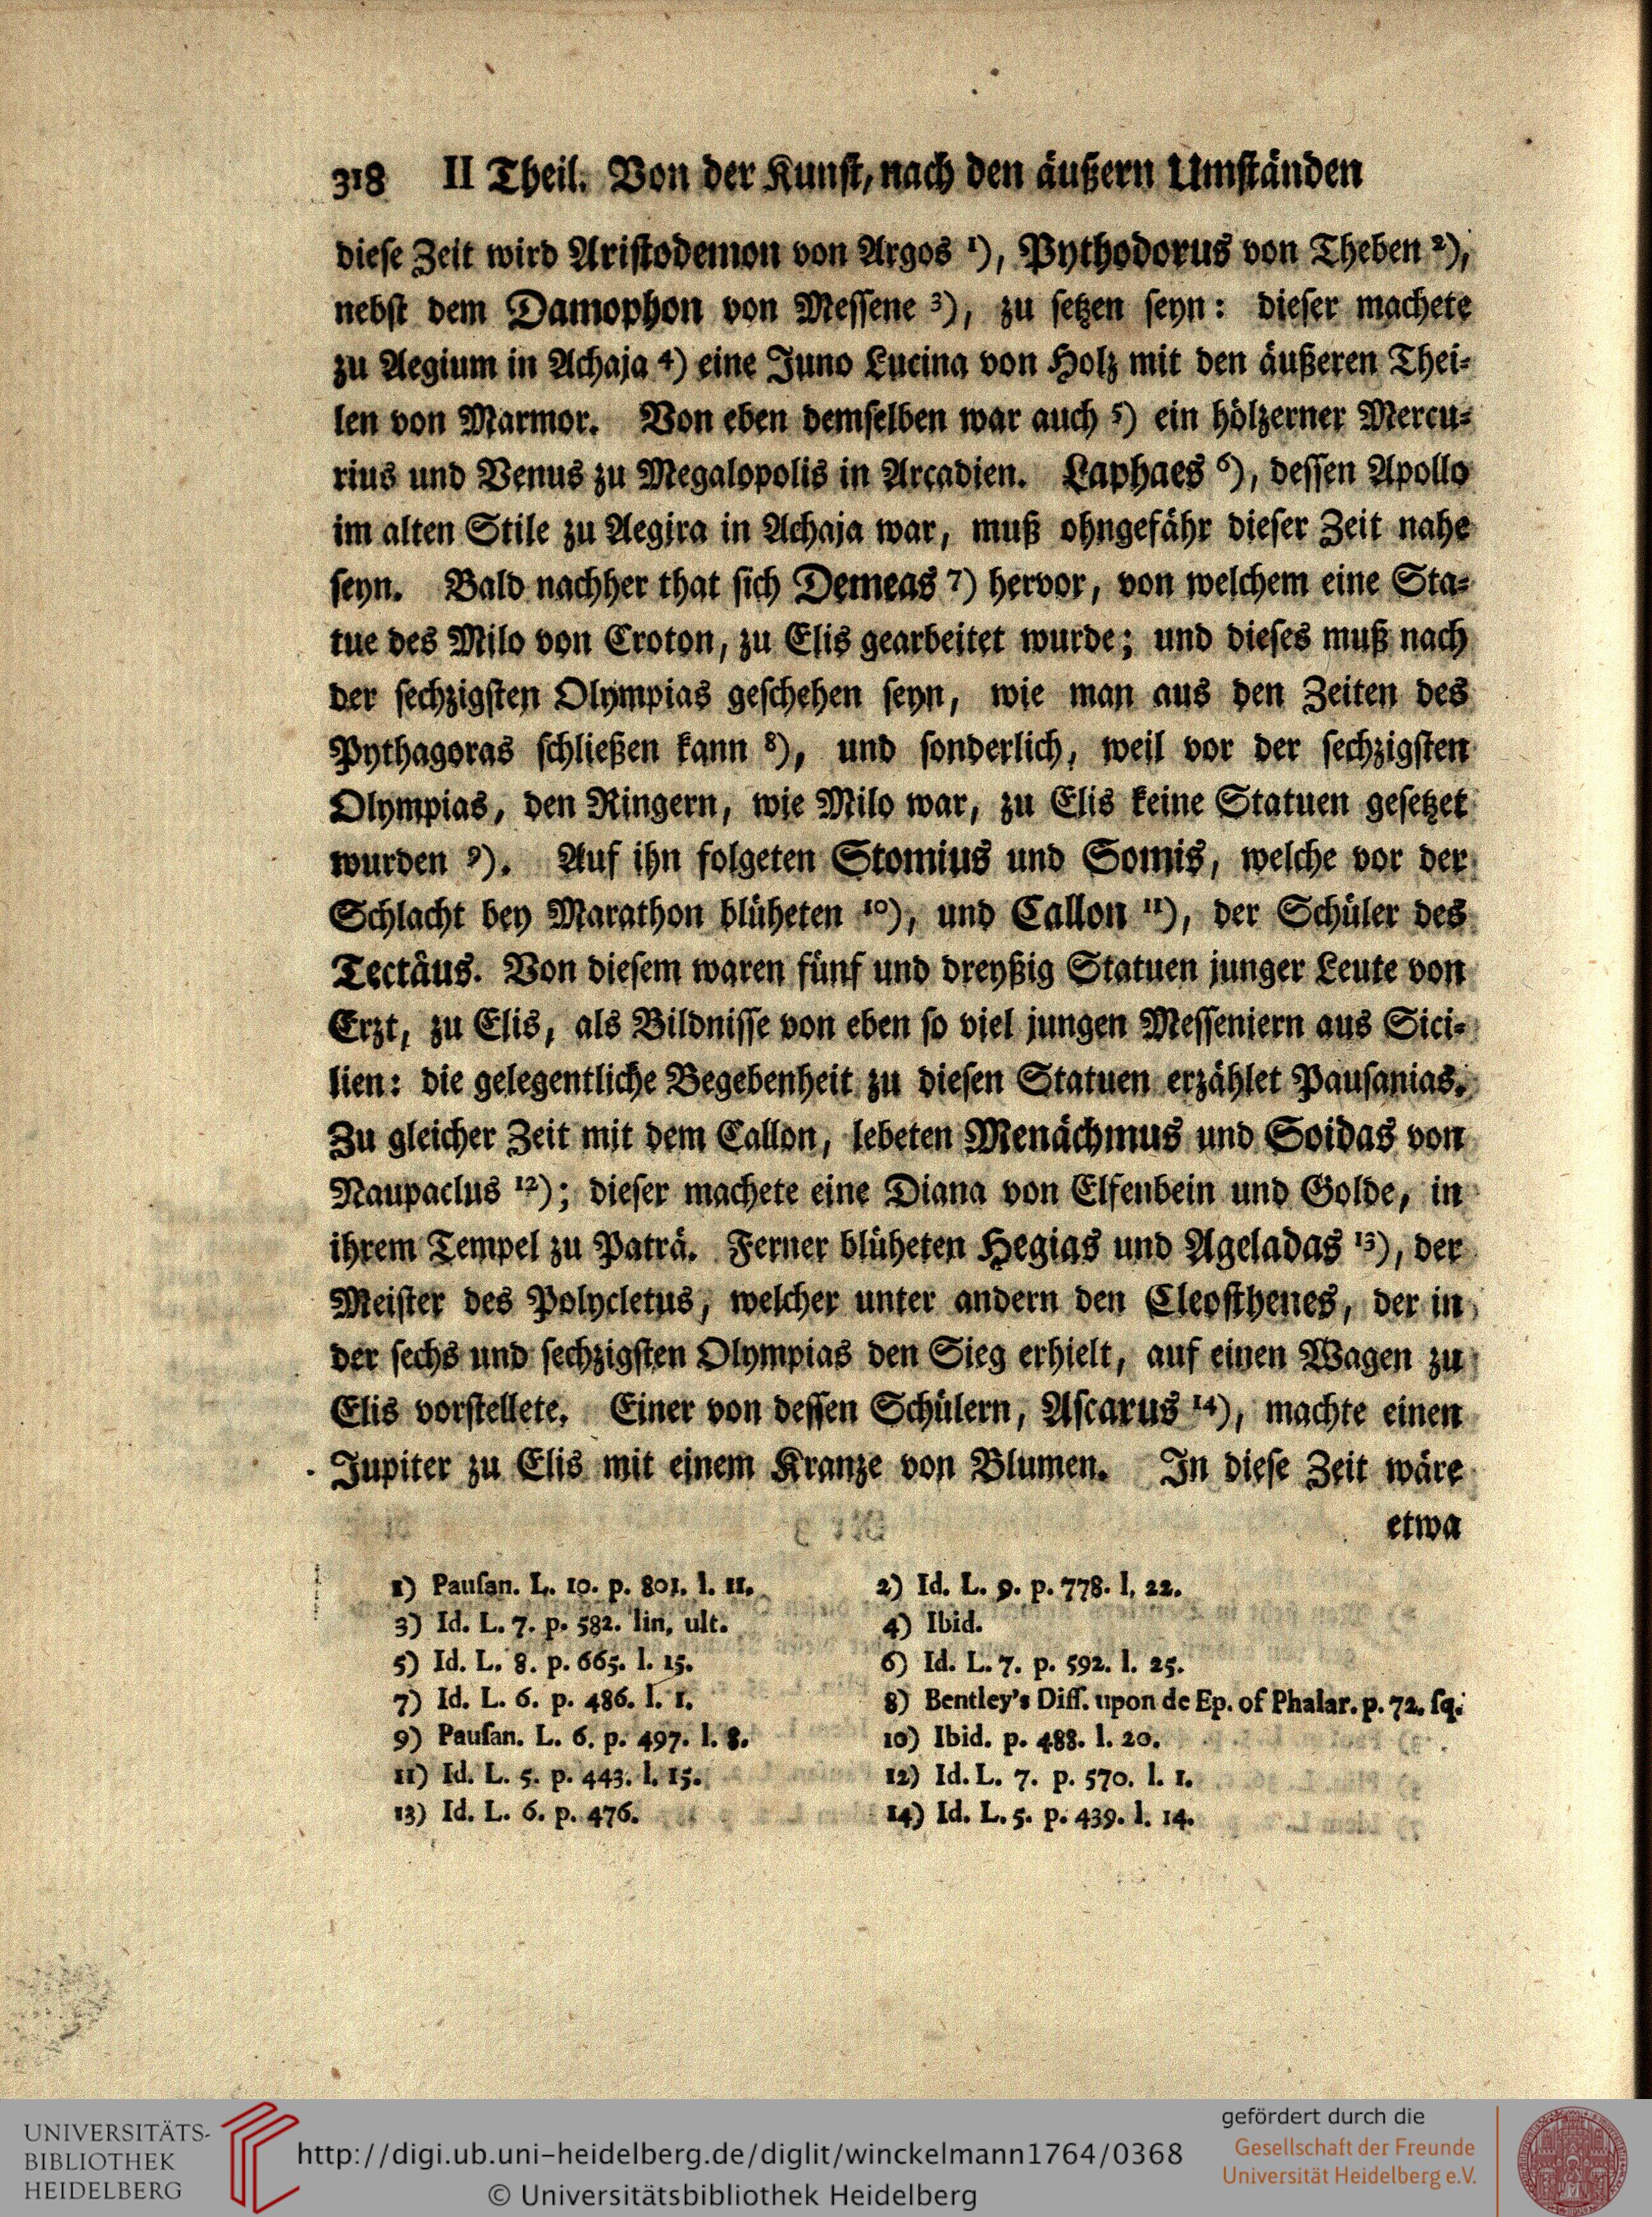 318 II Theil. Von der Kunst, nach den äußern Umständen
diese Zeit wird Aristodemon von Argos 1), Pythodorus von Theben 2),
nebst dem Damophon von Messene 3), zu setzen seyn: dieser machete
zu Aegium in Achaja 4) eine Juno Lucina von Holz mit den äußeren Thei-
len von Marmor. Von eben demselben war auch 5) ein hölzerner Mercu-
rius und Venus zu Megalopolis in Arcadien. Laphaes 6), dessen Apollo
im alten Stile zu Aegira in Achaja war, muß ohngefähr dieser Zeit nahe
seyn. Bald nachher that sich Demeas 7) hervor, von welchem eine Sta-
tue des Milo von Croton, zu Elis gearbeitet wurde; und dieses muß nach
der sechzigsten Olympias geschehen seyn, wie man aus den Zeiten des
Pythagoras schließen kann 8), und sonderlich, weil vor der sechzigsten
Olympias, den Ringern, wie Milo war, zu Elis keine Statuen gesetzet
wurden 9). Auf ihn folgeten Stomius und Somis, welche vor der
Schlacht bey Marathon blüheten 10), und Callon 11), der Schüler des
Tectäus. Von diesem waren fünf und dreyßig Statuen junger Leute von
Erzt, zu Elis, als Bildnisse von eben so viel jungen Messeniern aus Sici-
lien: die gelegentliche Begebenheit zu diesen Statuen erzählet Pausanias.
Zu gleicher Zeit mit dem Callon, lebeten Menächmus und Soidas von
Naupaclus 12); dieser machete eine Diana von Elfenbein und Golde, in
ihrem Tempel zu Paträ. Ferner blüheten Hegias und Ageladas 13), der
Meister des Polycletus, welcher unter andern den Cleosthenes, der in
der sechs und sechzigsten Olympias den Sieg erhielt, auf einen Wagen zu
Elis vorstellete. Einer von dessen Schülern, Ascarus 14), machte einen
Jupiter zu Elis mit einem Kranze von Blumen. In diese Zeit wäre
etwa
1) Pausan. L. 10. p. 801. l. 11.
2) Id. L. 9. p. 778. l. 22.
3) Id. L. 7. p. 582. lin. ult.
4) Ibid.
5) Id. L. 8. p. 665. l. 15.
6) Id. L. 7. p. 592. l. 25.
7) Id. L. 6. p. 486. l. 1.
8) Bentley's Diss. upon de Ep. of Phalar. p. 72. sq.
9) Pausan. L. 6. p. 497. l. 8.
10) Ibid. p. 488. l. 20.
11) Id. L. 5. p. 443. l. 15.
12) Id. L. 7. p. 570. l. 1.
13) Id. L. 6. p. 476.
14) Id. L. 5. p. 439. l. 14.
UNIVERSITÄTS-
BIBLIOTHEK
HEIDELBERG
http://digi.ub.uni-heidelberg.de/diglit/winckelmann1764/0368
© Universitätsbibliothek Heidelberg
gefördert durch die
Gesellschaft der Freunde
Universität Heidelberg e.V.